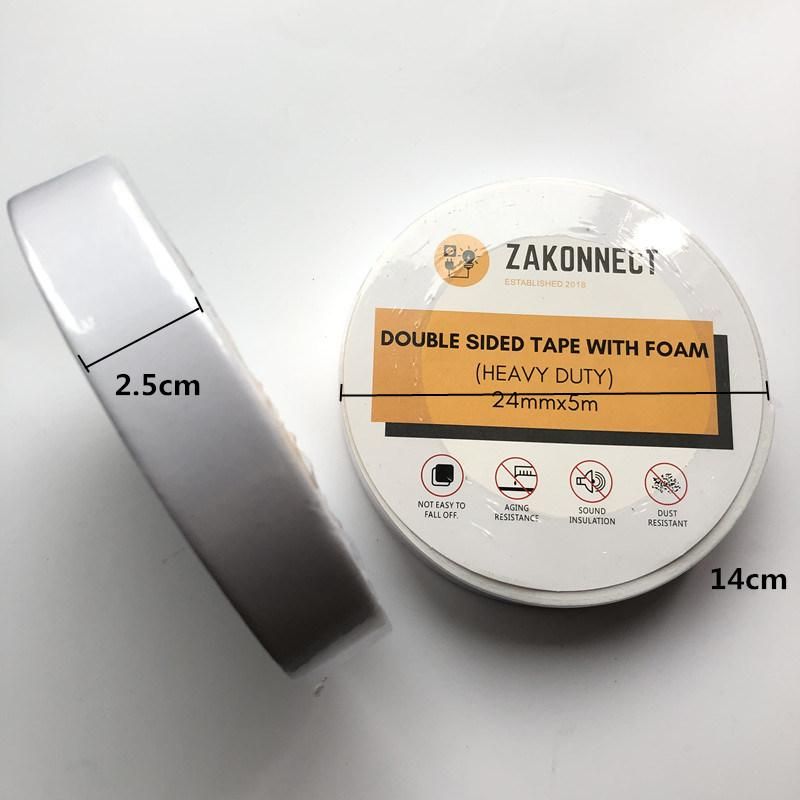 ZAKONNECT
ESTABLISHED 2018
DOUBLE SIDED TAPE WITH FOAM
(HEAVY DUTY)
24mmx5m
NOT EASY TO
FALL OFF.
AGING
RESISTANCE
SOUND
INSULATION
DUST
RESISTANT
2.5cm
14cm